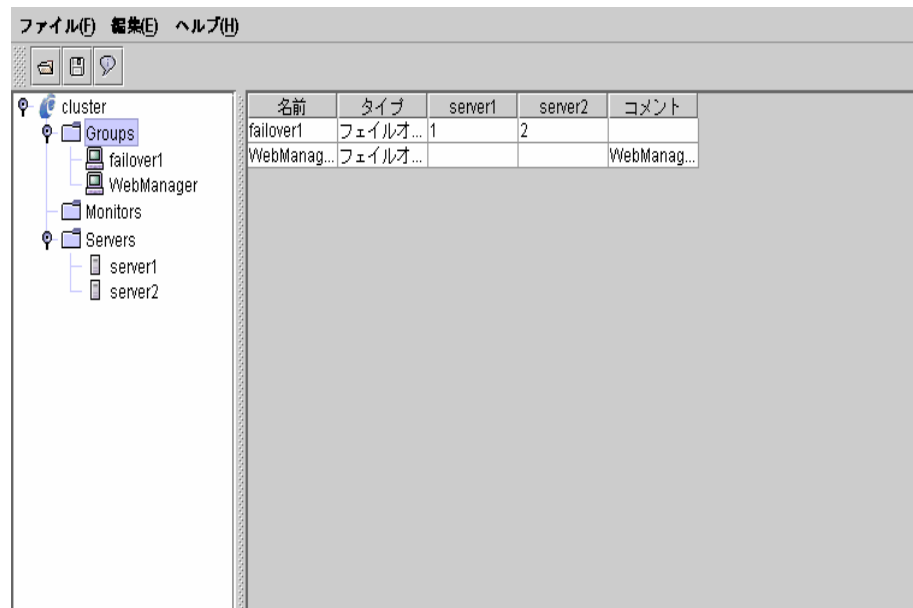 ファイル(F) 編集(E) ヘルプ(H)
cluster
Groups
failover1
WebManager
Monitors
Servers
server1
server2
名前 タイプ server1 server2 コメント
failover1 フェイルオ... 1 2
WebManag... フェイルオ... WebManag...